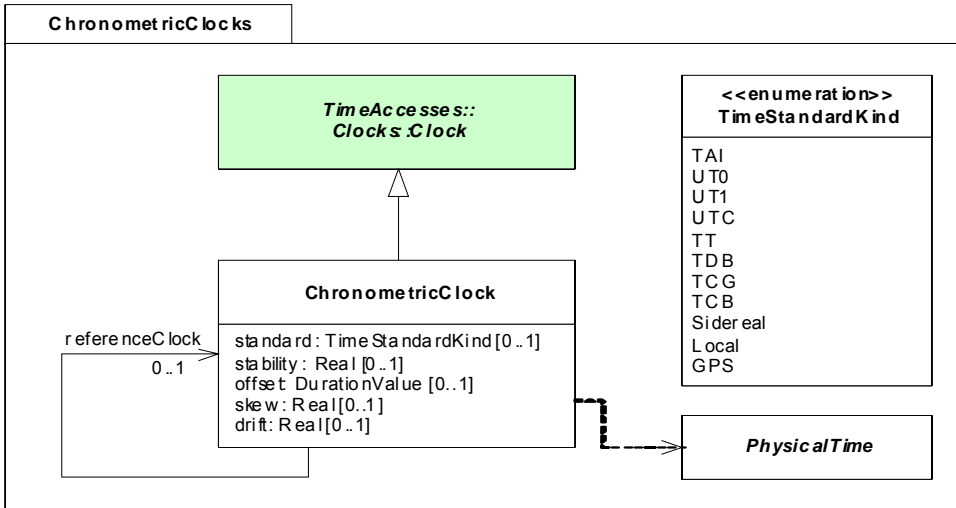 ChronometricClocks
TimeAccesses::
Clocks::Clock
<<enumeration>>
TimeStandardKind
TAI
UT0
UT1
UTC
TT
TDB
TCG
TCB
Sidereal
Local
GPS
ChronometricClock
standard: TimeStandardKind[0..1]
stability: Real[0..1]
offset: DurationValue [0..1]
skew: Real[0..1]
drift: Real[0..1]
referenceClock
0..1
PhysicalTime